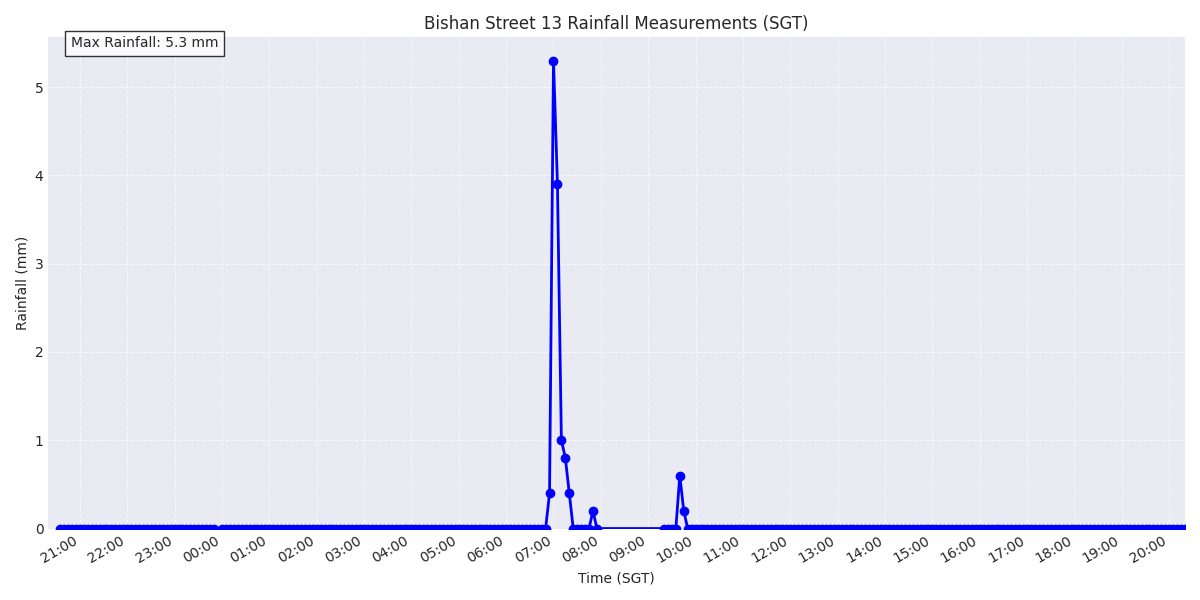 Bishan Street 13 Rainfall Measurements (SGT)
Max Rainfall: 5.3 mm
5
4
3
2
1
0
Rainfall (mm)
21:00 22:00 23:00 00:00 01:00 02:00 03:00 04:00 05:00 06:00 07:00 08:00 09:00 10:00 11:00 12:00 13:00 14:00 15:00 16:00 17:00 18:00 19:00 20:00
Time (SGT)